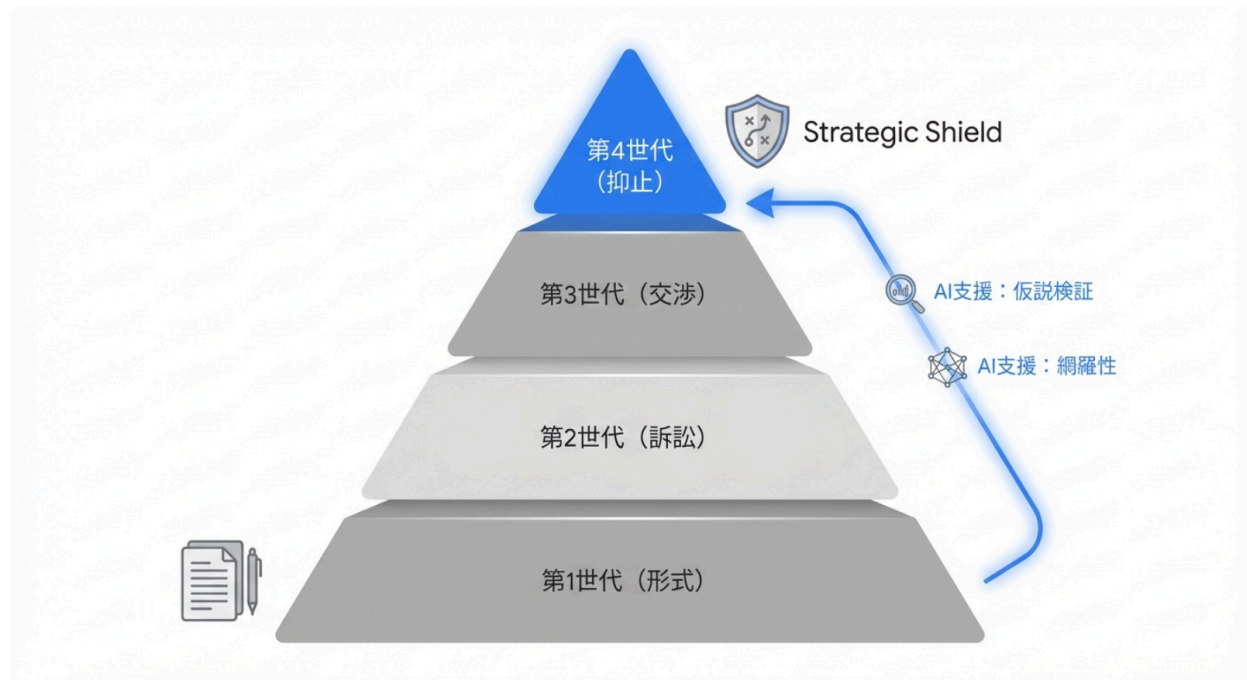 第4世代
（抑止）
Strategic Shield
第3世代（交渉）
AI支援：仮説検証
AI支援：網羅性
第2世代（訴訟）
第1世代（形式）